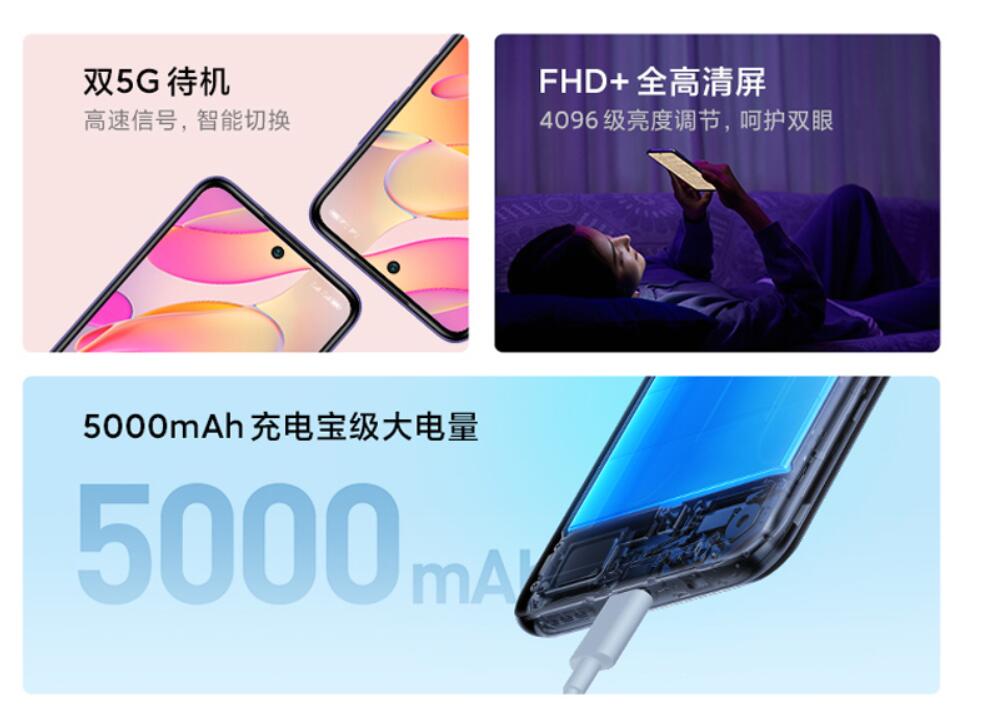 双5G 待机
高速信号，智能切换
FHD+ 全高清屏
4096 级亮度调节，呵护双眼
5000mAh 充电宝级大电量
5000 mAh